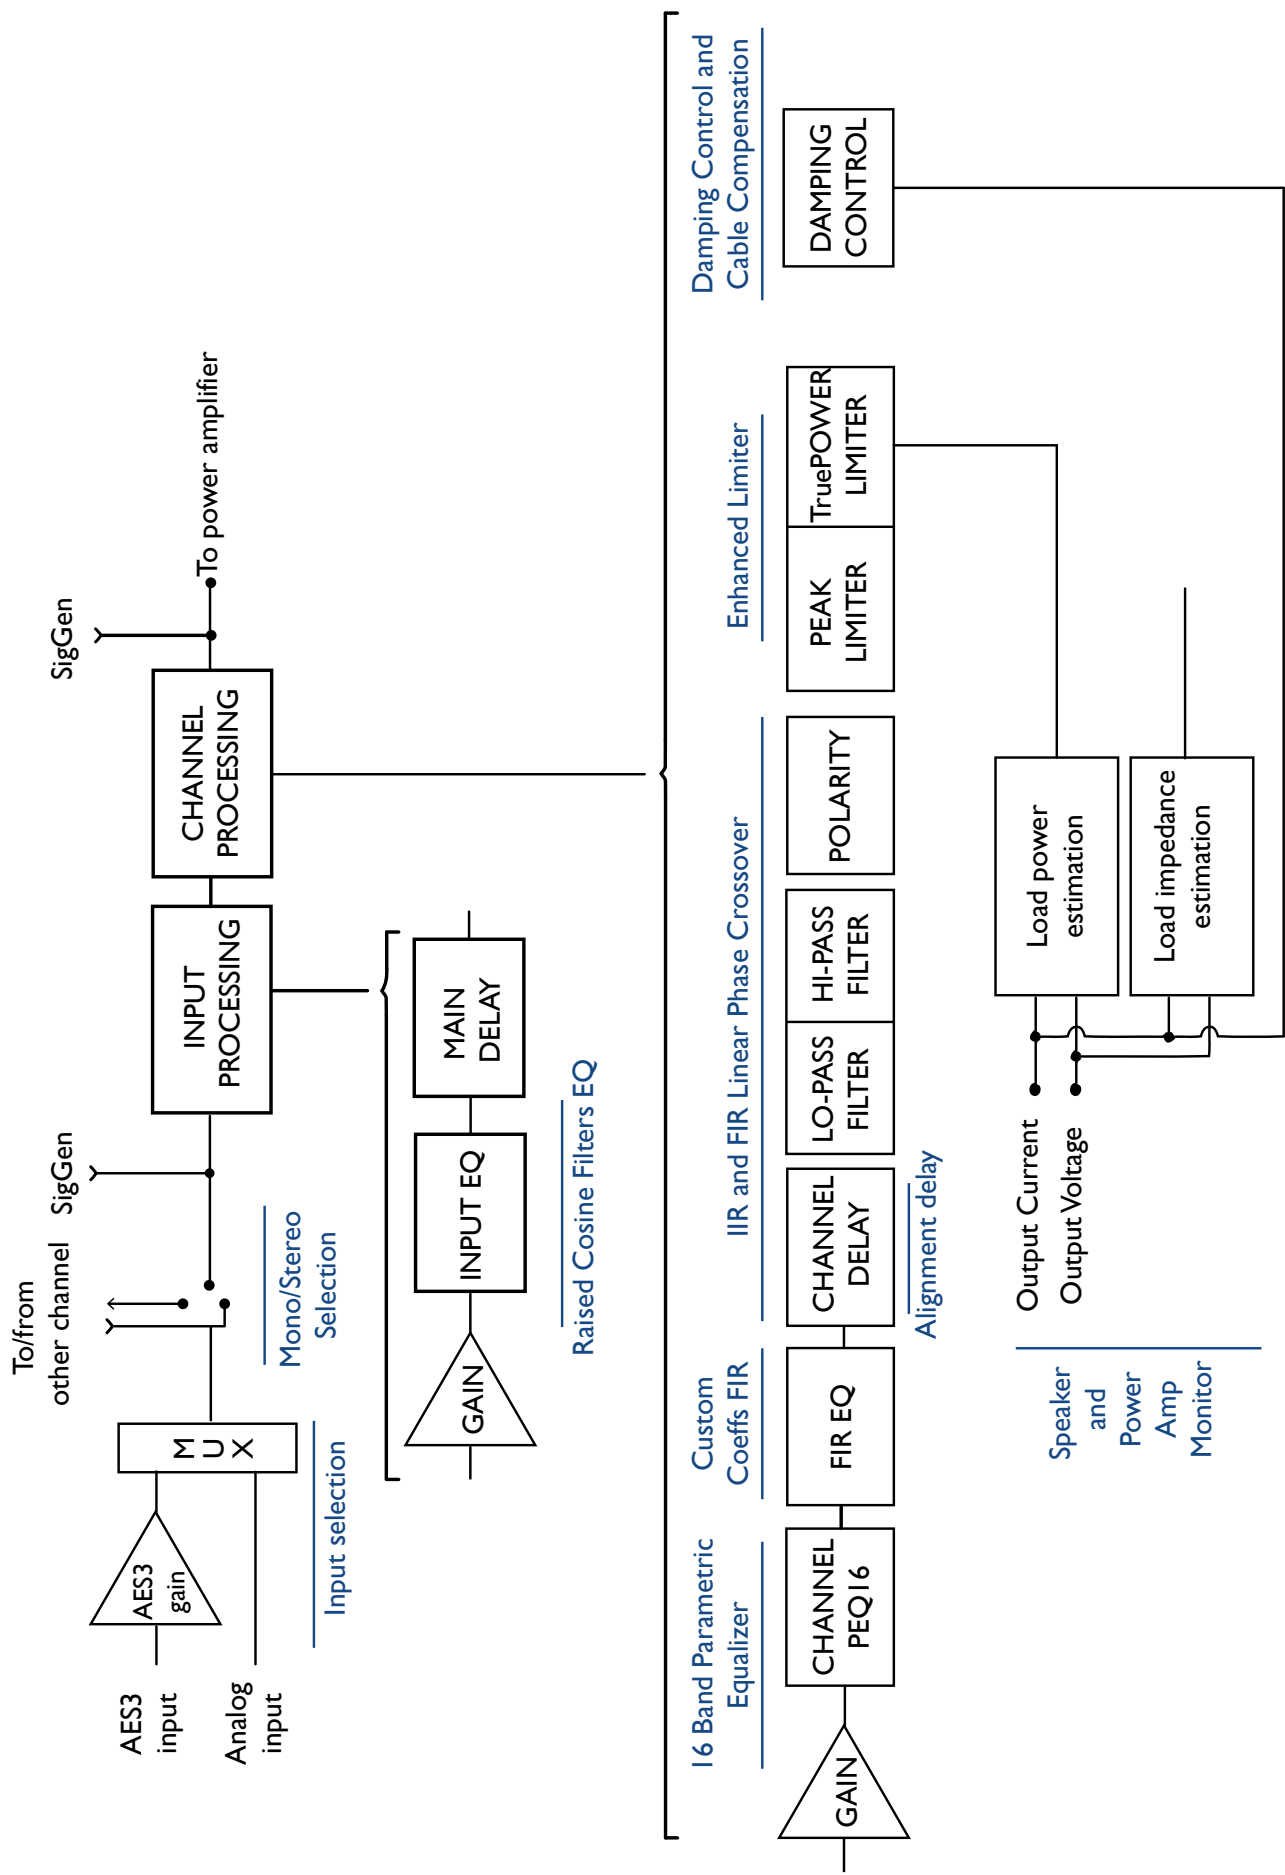 AES3
input
Analog
input
AES3
gain
M
U
X
Input selection
To/from
other channel
Mono/Stereo
Selection
SigGen
INPUT
PROCESSING
CHANNEL
PROCESSING
SigGen
To power amplifier
GAIN
INPUT EQ
MAIN
DELAY
Raised Cosine Filters EQ
16 Band Parametric
Equalizer
Custom
Coeffs FIR
IIR and FIR Linear Phase Crossover
Enhanced Limiter
Damping Control and
Cable Compensation
GAIN
CHANNEL
PEQ16
FIR EQ
CHANNEL
DELAY
LO-PASS
FILTER
HI-PASS
FILTER
POLARITY
PEAK
LIMITER
TruePOWER
LIMITER
DAMPING
CONTROL
Alignment delay
Speaker
and
Power
Amp
Monitor
Output Current
Output Voltage
Load power
estimation
Load impedance
estimation